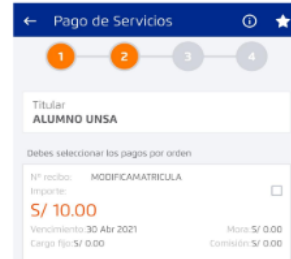 ← Pago de Servicios
1 2 3 4
Titular
ALUMNO UNSA
Debes seleccionar los pagos por orden
N° recibo: MODIFICAMATRICULA
Importe:
S/ 10.00
Vencimiento:30 Abr 2021 Mora:S/ 0.00
Cargo fijo:S/ 0.00 Comisión:S/ 0.00